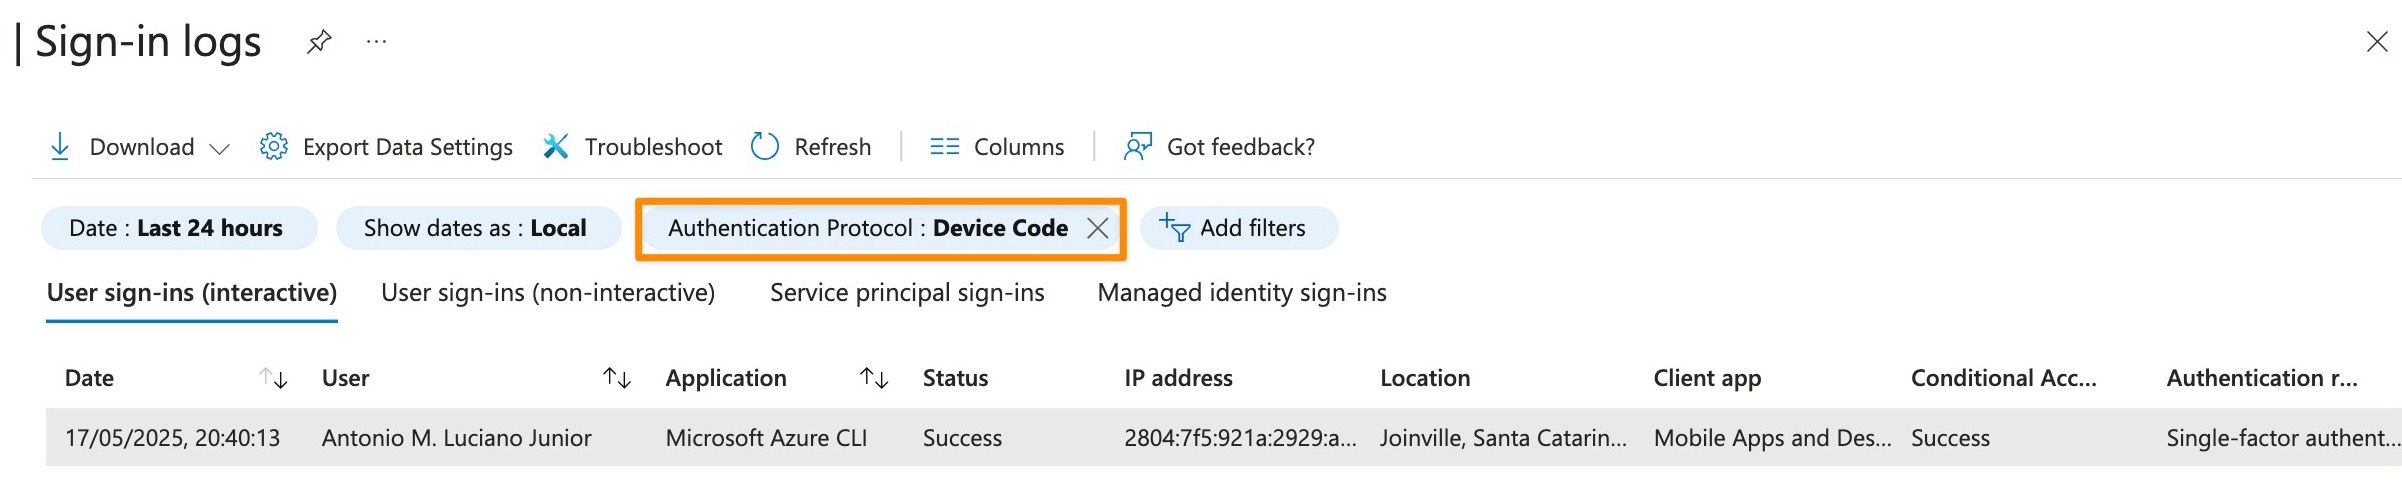 | Sign-in logs ...
Download Export Data Settings Troubleshoot Refresh Columns Got feedback?
Date : Last 24 hours Show dates as : Local Authentication Protocol : Device Code Add filters
User sign-ins (interactive) User sign-ins (non-interactive) Service principal sign-ins Managed identity sign-ins
Date User Application Status IP address Location Client app Conditional Acc... Authentication r...
17/05/2025, 20:40:13 Antonio M. Luciano Junior Microsoft Azure CLI Success 2804:7f5:921a:2929:a... Joinville, Santa Catarin... Mobile Apps and Des... Success Single-factor authent...